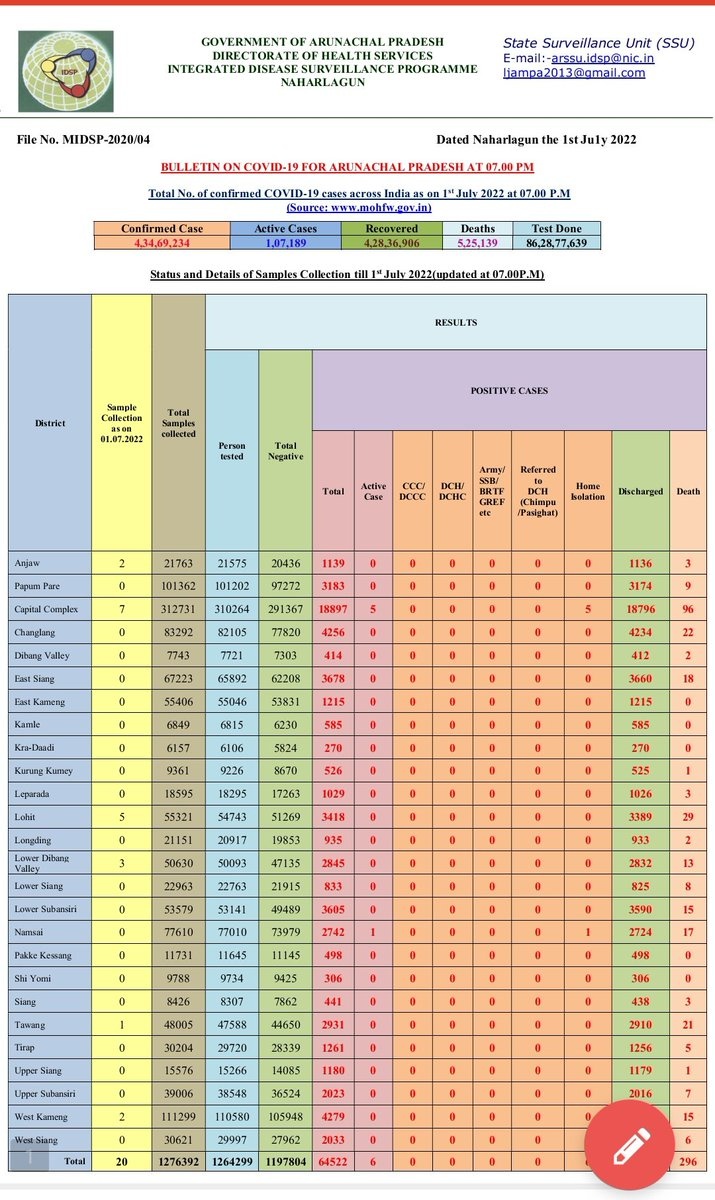 IDSP
GOVERNMENT OF ARUNACHAL PRADESH
DIRECTORATE OF HEALTH SERVICES
INTEGRATED DISEASE SURVEILLANCE PROGRAMME
NAHARLAGUN
State Surveillance Unit (SSU)
E-mail:-arssu.idsp@nic.in
ljampa2013@gmail.com
File No. MIDSP-2020/04 Dated Naharlagun the 1st Ju1y 2022
BULLETIN ON COVID-19 FOR ARUNACHAL PRADESH AT 07.00 PM
Total No. of confirmed COVID-19 cases across India as on 1st July 2022 at 07.00 P.M
(Source: www.mohfw.gov.in)
Confirmed Case Active Cases Recovered Deaths Test Done
4,34,69,234 1,07,189 4,28,36,906 5,25,139 86,28,77,639
Status and Details of Samples Collection till 1st July 2022(updated at 07.00P.M)
District
Sample
Collection
as on
01.07.2022
Total
Samples
collected
RESULTS
Person
tested
Total
Negative
POSITIVE CASES
Total
Active
Case
CCC/
DCCC
DCH/
DCHC
Army/
SSB/
BRTF
GREF
etc
Referred
to
DCH
(Chimpu
/Pasighat)
Home
Isolation
Discharged
Death
Anjaw 2 21763 21575 20436 1139 0 0 0 0 0 0 1136 3
Papum Pare 0 101362 101202 97272 3183 0 0 0 0 0 0 3174 9
Capital Complex 7 312731 310264 291367 18897 5 0 0 0 0 5 18796 96
Changlang 0 83292 82105 77820 4256 0 0 0 0 0 0 4234 22
Dibang Valley 0 7743 7721 7303 414 0 0 0 0 0 0 412 2
East Siang 0 67223 65892 62208 3678 0 0 0 0 0 0 3660 18
East Kameng 0 55406 55046 53831 1215 0 0 0 0 0 0 1215 0
Kamle 0 6849 6815 6230 585 0 0 0 0 0 0 585 0
Kra-Daadi 0 6157 6106 5824 270 0 0 0 0 0 0 270 0
Kurung Kumey 0 9361 9226 8670 526 0 0 0 0 0 0 525 1
Leparada 0 18595 18295 17263 1029 0 0 0 0 0 0 1026 3
Lohit 5 55321 54743 51269 3418 0 0 0 0 0 0 3389 29
Longding 0 21151 20917 19853 935 0 0 0 0 0 0 933 2
Lower Dibang
Valley 3 50630 50093 47135 2845 0 0 0 0 0 0 2832 13
Lower Siang 0 22963 22763 21915 833 0 0 0 0 0 0 825 8
Lower Subansiri 0 53579 53141 49489 3605 0 0 0 0 0 0 3590 15
Namsai 0 77610 77010 73979 2742 1 0 0 0 0 1 2724 17
Pakke Kessang 0 11731 11645 11145 498 0 0 0 0 0 0 498 0
Shi Yomi 0 9788 9734 9425 306 0 0 0 0 0 0 306 0
Siang 0 8426 8307 7862 441 0 0 0 0 0 0 438 3
Tawang 1 48005 47588 44650 2931 0 0 0 0 0 0 2910 21
Tirap 0 30204 29720 28339 1261 0 0 0 0 0 0 1256 5
Upper Siang 0 15576 15266 14085 1180 0 0 0 0 0 0 1179 1
Upper Subansiri 0 39006 38548 36524 2023 0 0 0 0 0 0 2016 7
West Kameng 2 111299 110580 105948 4279 0 0 0 0 0 0 15
West Siang 0 30621 29997 27962 2033 0 0 0 0 0 0 6
1
Total 20 1276392 1264299 1197804 64522 6 0 0 0 0 296